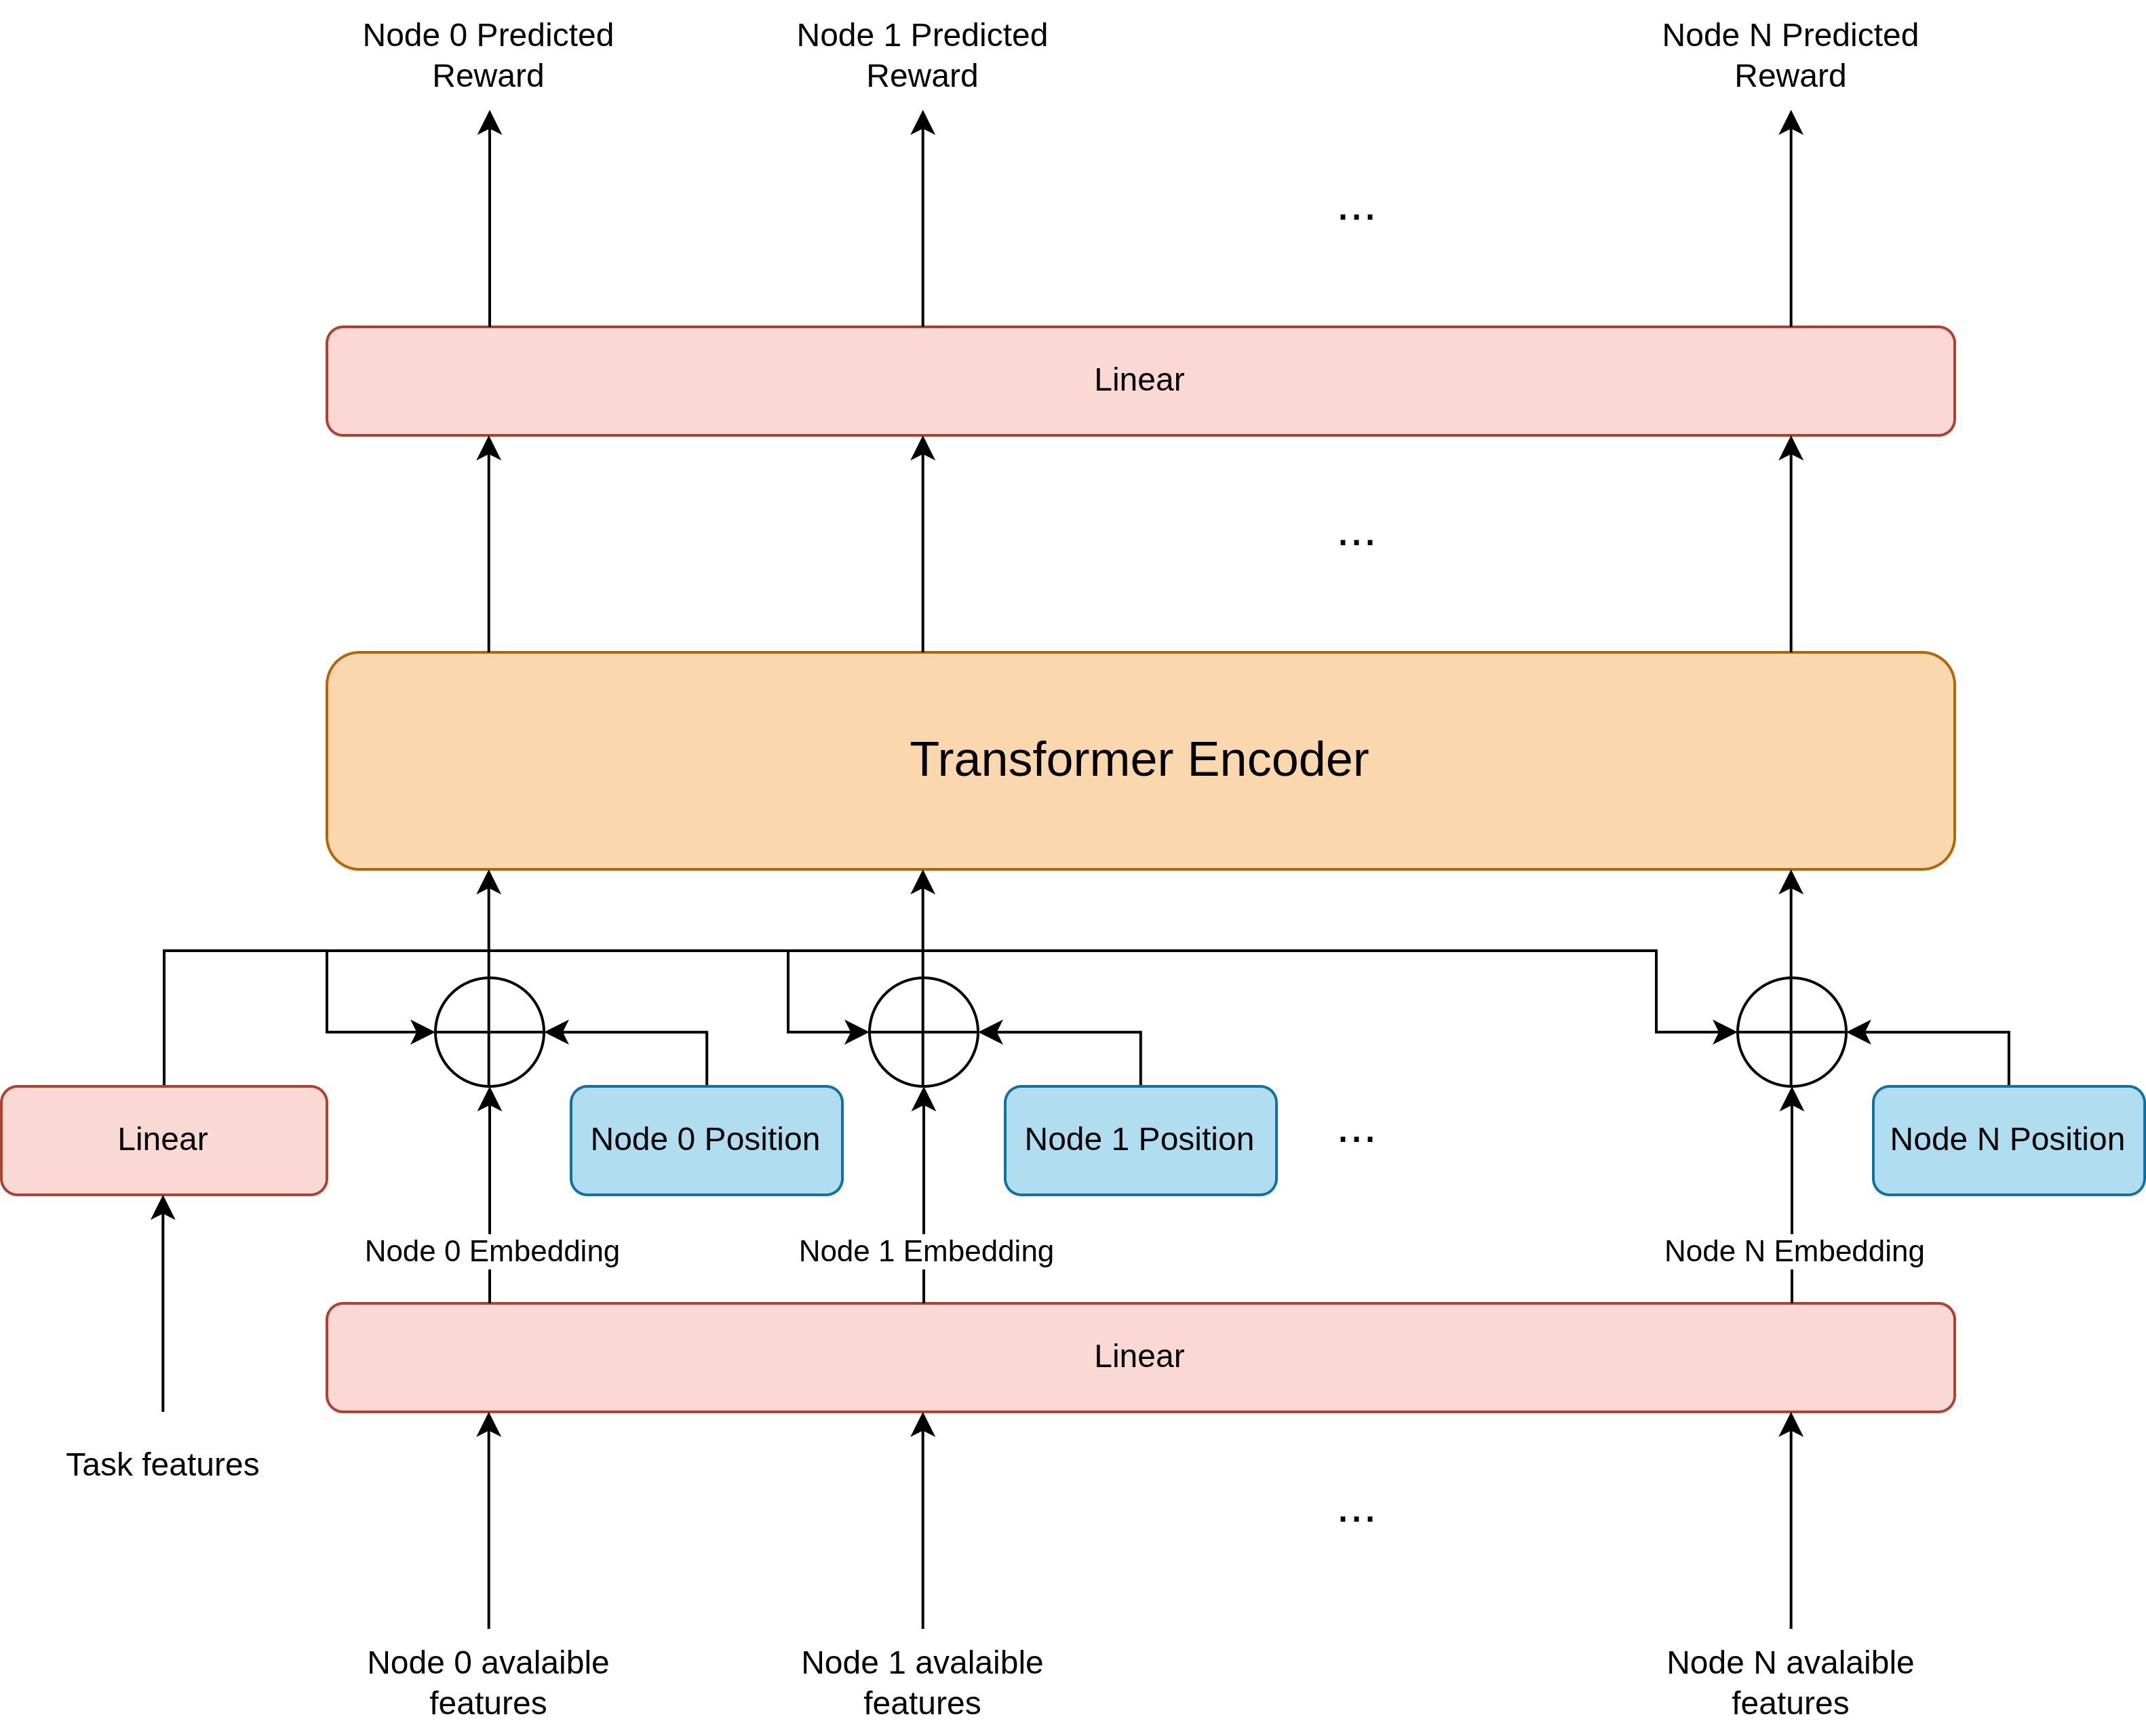 Node 0 Predicted
Reward
Node 1 Predicted
Reward
Node N Predicted
Reward
...
Linear
...
Transformer Encoder
Linear
Node 0 Position
Node 1 Position
...
Node N Position
Node 0 Embedding
Node 1 Embedding
Node N Embedding
Linear
Task features
...
Node 0 avalaible
features
Node 1 avalaible
features
Node N avalaible
features